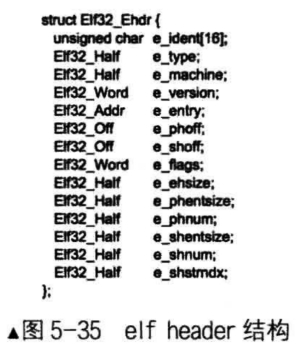 struct Elf32_Ehdr {
unsigned char e_ident[16];
Elf32_Half e_type;
Elf32_Half e_machine;
Elf32_Word e_version;
Elf32_Addr e_entry;
Elf32_Off e_phoff;
Elf32_Off e_shoff;
Elf32_Word e_flags;
Elf32_Half e_ehsize;
Elf32_Half e_phentsize;
Elf32_Half e_phnum;
Elf32_Half e_shentsize;
Elf32_Half e_shnum;
Elf32_Half e_shstrndx;
};
▲图 5-35 elf header 结构